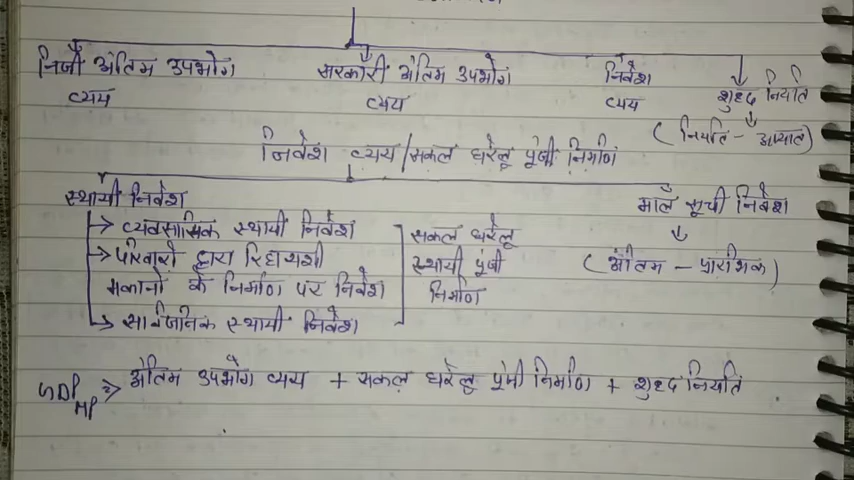 निजी अंतिम उपभोग व्यय
सरकारी अंतिम उपभोग व्यय
निवेश व्यय
शुद्ध निर्यात
(निर्यात - आयात)
निवेश व्यय/सकल घरेलू पूंजी निर्माण
स्थायी निवेश
माल सूची निवेश
→ व्यवसायिक स्थायी निवेश
→ परिवारो द्वारा रिहायशी
मकानो के निर्माण पर निवेश
→ सार्वजनिक स्थायी निवेश
सकल घरेलू
स्थायी पूंजी
निर्माण
(अंतिम - प्रारंभिक)
GDP MP => अंतिम उपभोग व्यय + सकल घरेलू पूंजी निर्माण + शुद्ध निर्यात